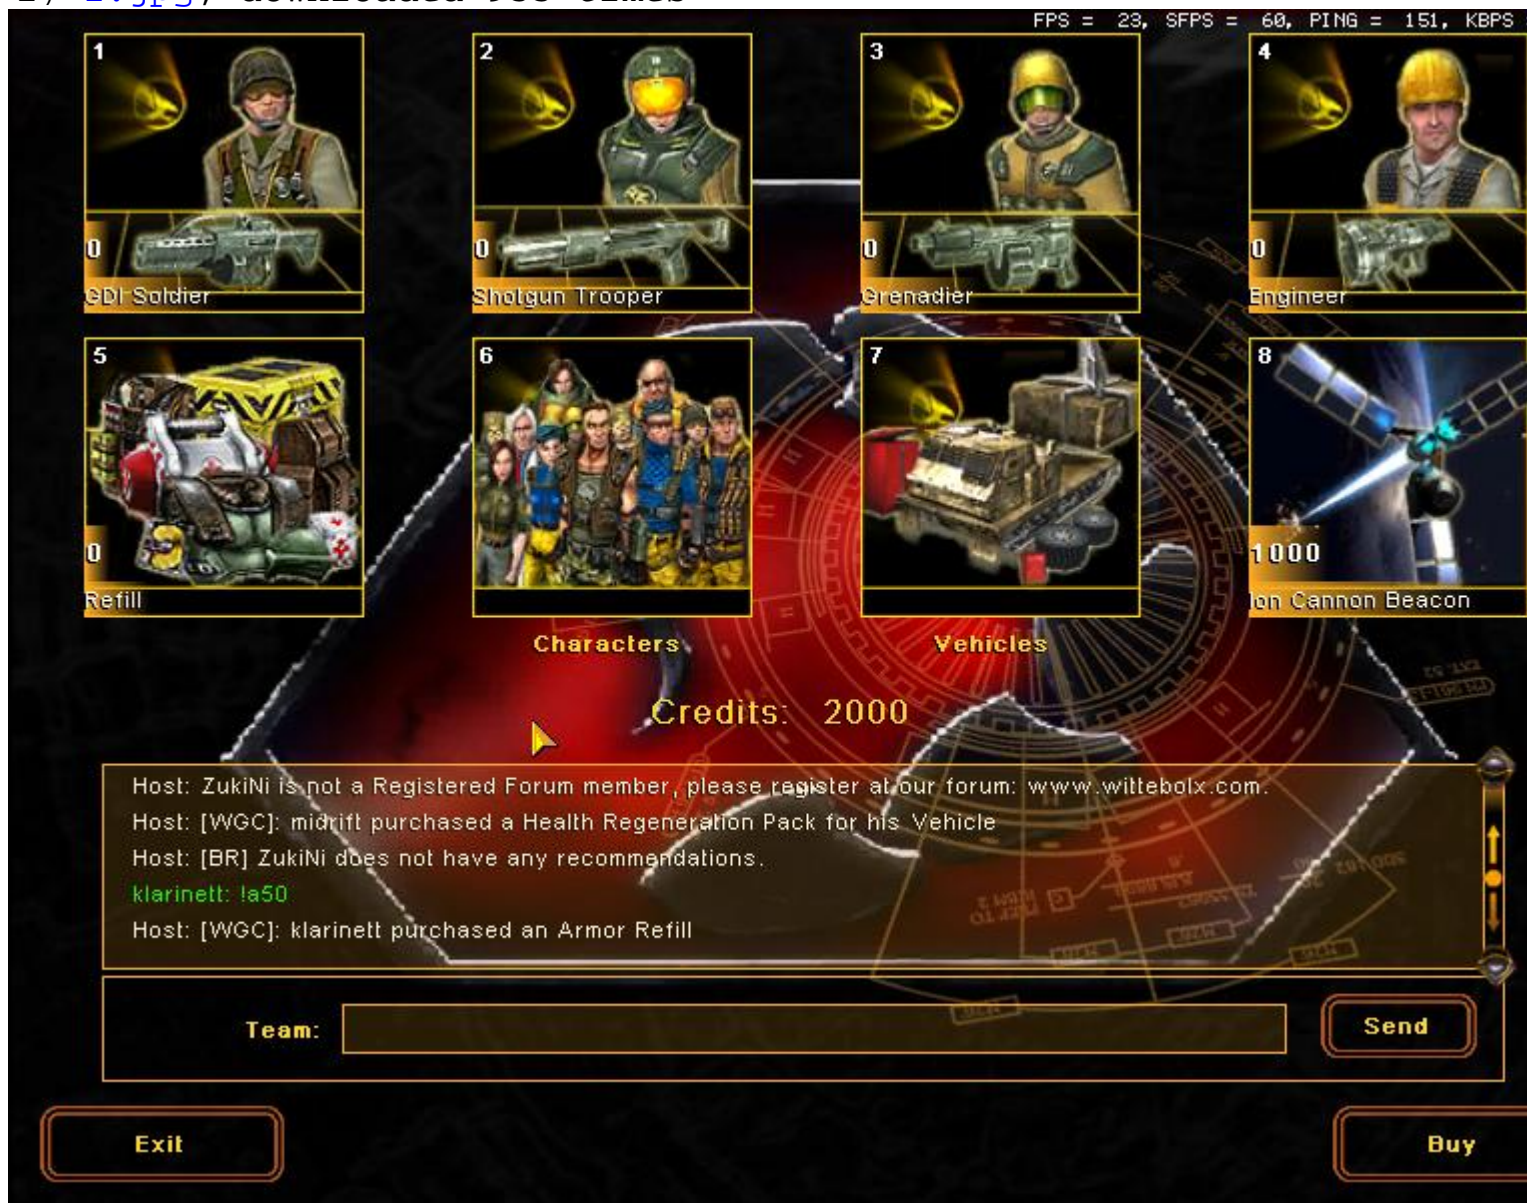 FPS = 23, SFPS = 60, PING = 151, KBPS
1
2
3
4
0
0
0
0
GDI Soldier
Shotgun Trooper
Grenadier
Engineer
5
6
7
8
0
1000
Refill
Ion Cannon Beacon
Characters
Vehicles
Credits: 2000
Host: ZukiNi is not a Registered Forum member, please register at our forum: www.wittebolx.com.
Host: [WGC]: midrift purchased a Health Regeneration Pack for his Vehicle
Host: [BR] ZukiNi does not have any recommendations.
klarinett: !a50
Host: [WGC]: klarinett purchased an Armor Refill
Team:
Send
Exit
Buy